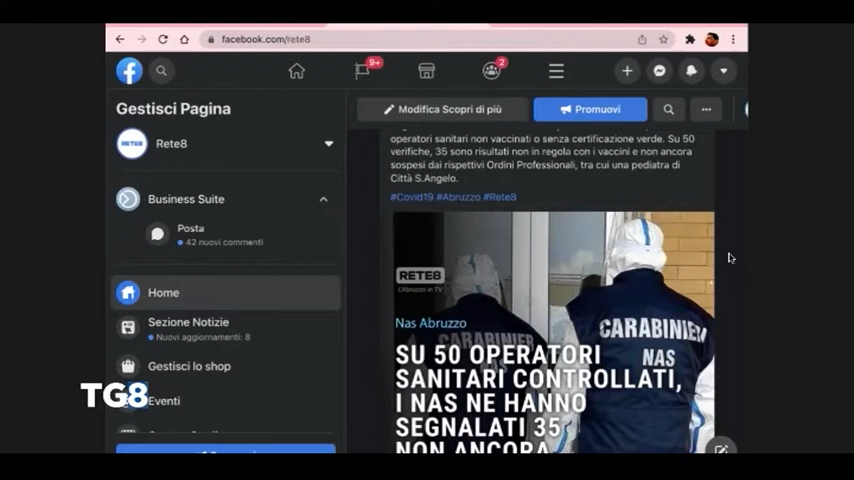 facebook.com/rete8
9+
2
Gestisci Pagina
Modifica Scopri di più
Promuovi
Rete8
operatori sanitari non vaccinati o senza certificazione verde. Su 50
verifiche, 35 sono risultati non in regola con i vaccini e non ancora
sospesi dai rispettivi Ordini Professionali, tra cui una pediatra di
Città S.Angelo.
#Covid19 #Abruzzo #Rete8
Business Suite
Posta
42 nuovi commenti
Home
Sezione Notizie
Nuovi aggiornamenti: 8
Gestisci lo shop
Eventi
TG8
RETE8
L'Abruzzo in TV
Nas Abruzzo
CARABINIERI
CARABINIERI
NAS
SU 50 OPERATORI
SANITARI CONTROLLATI,
I NAS NE HANNO
SEGNALATI 35
NON ANCORA